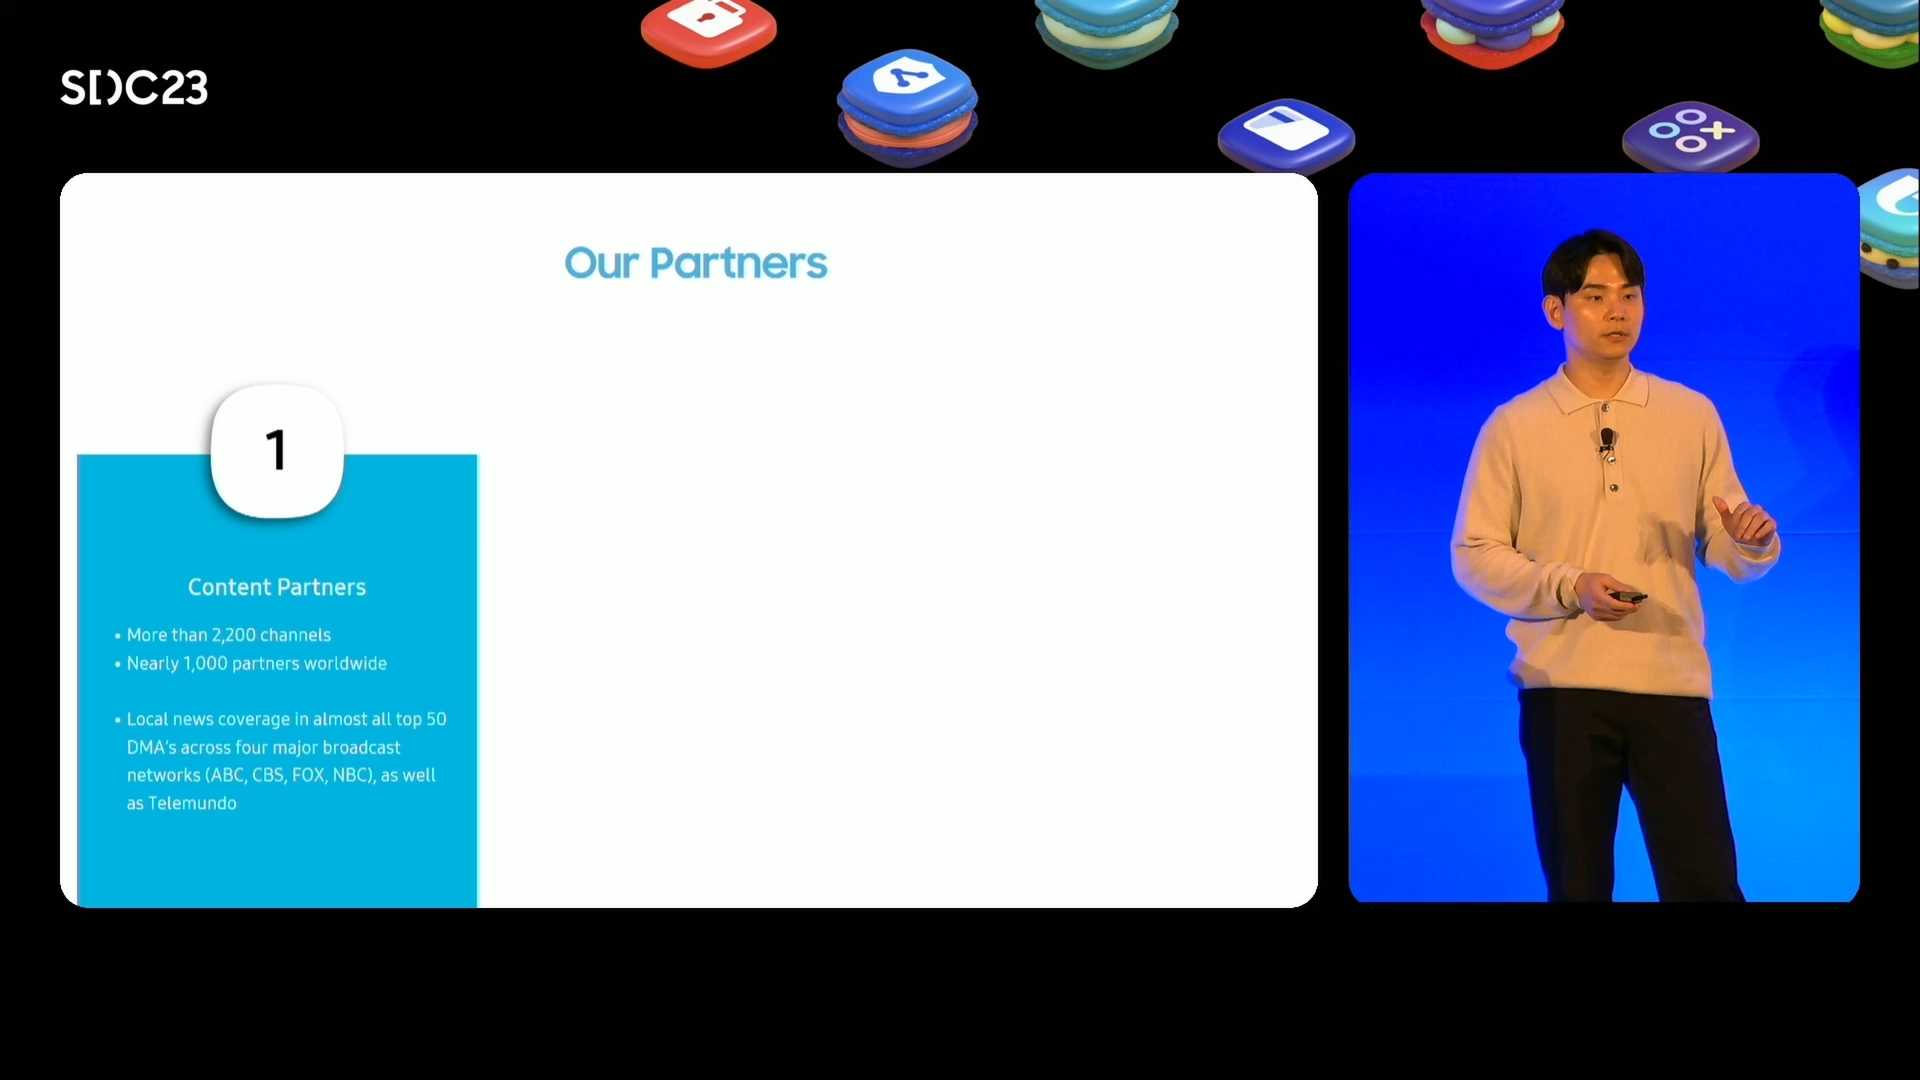 SDC23
Our Partners
1
Content Partners
• More than 2,200 channels
• Nearly 1,000 partners worldwide
• Local news coverage in almost all top 50
DMA's across four major broadcast
networks (ABC, CBS, FOX, NBC), as well
as Telemundo